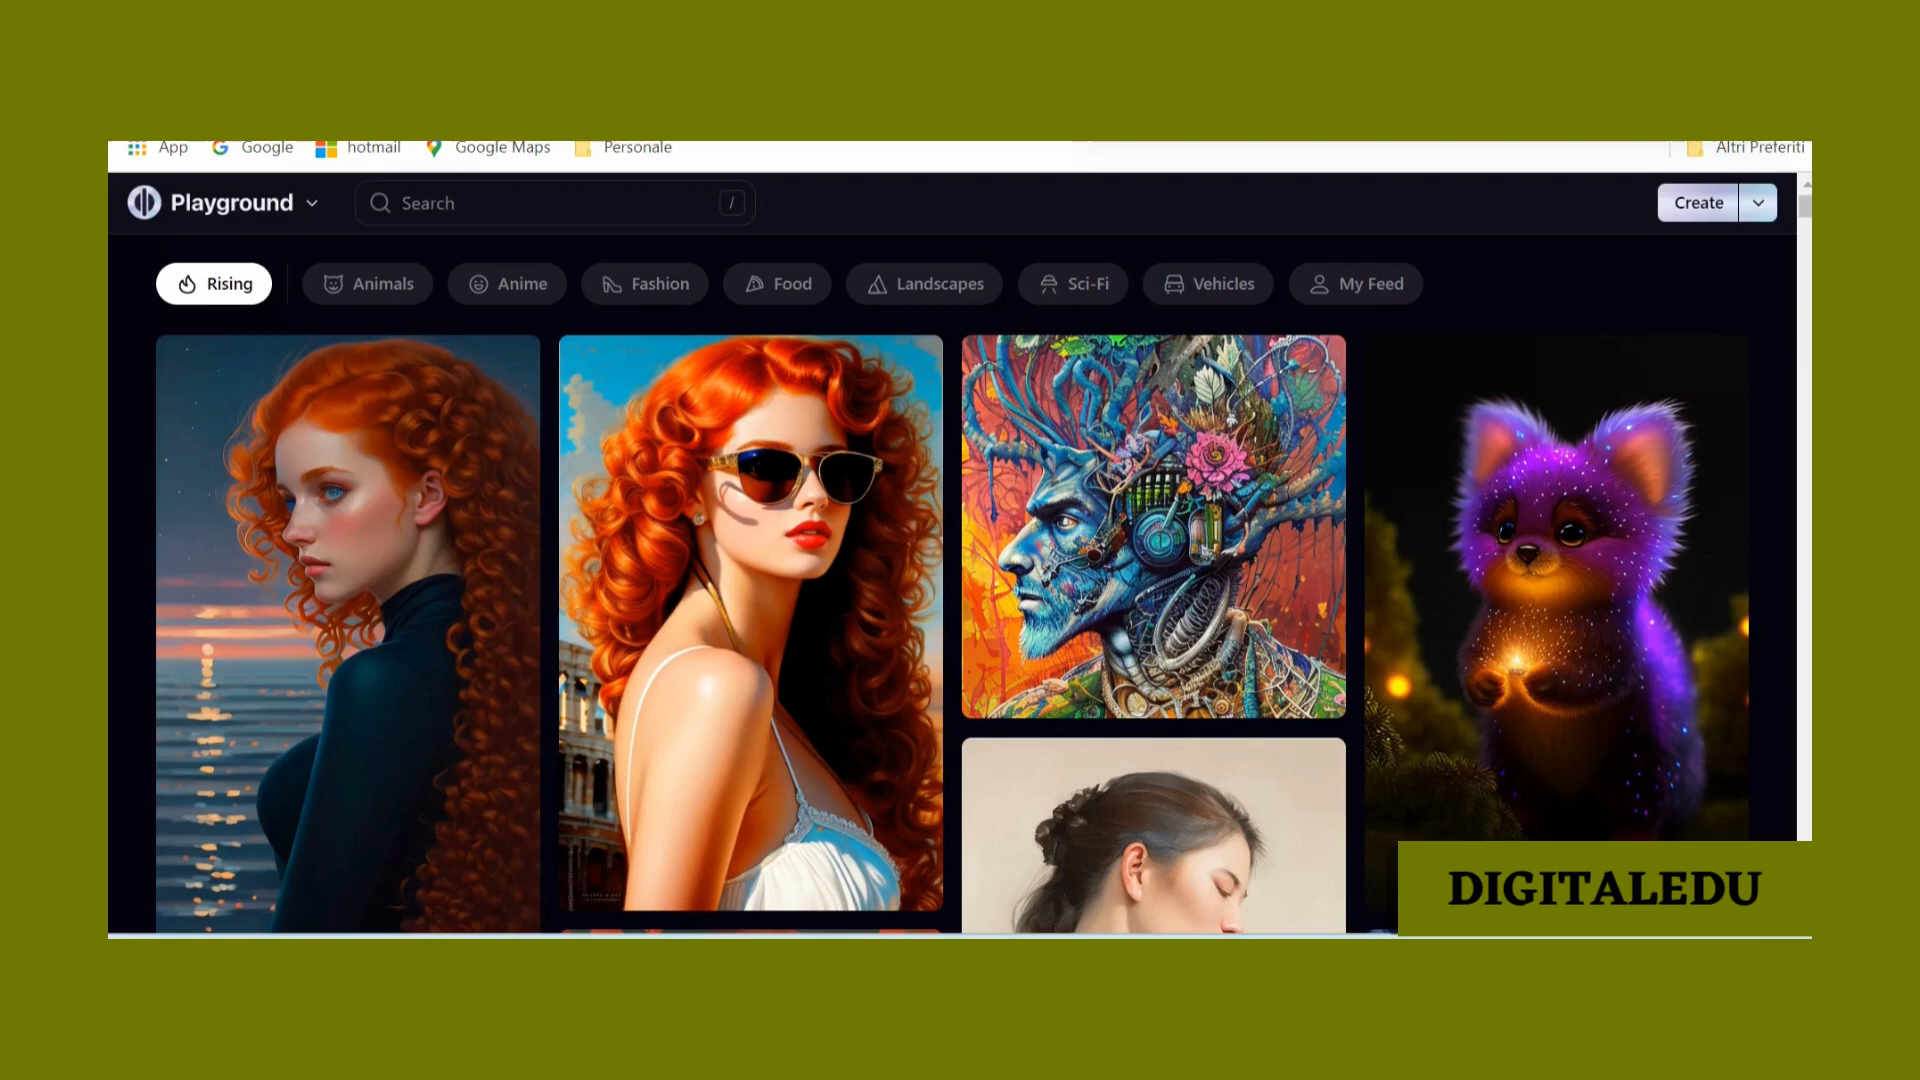 App Google hotmail Google Maps Personale Altri Preferiti
Playground Search / Create
Rising Animals Anime Fashion Food Landscapes Sci-Fi Vehicles My Feed
DIGITALEDU